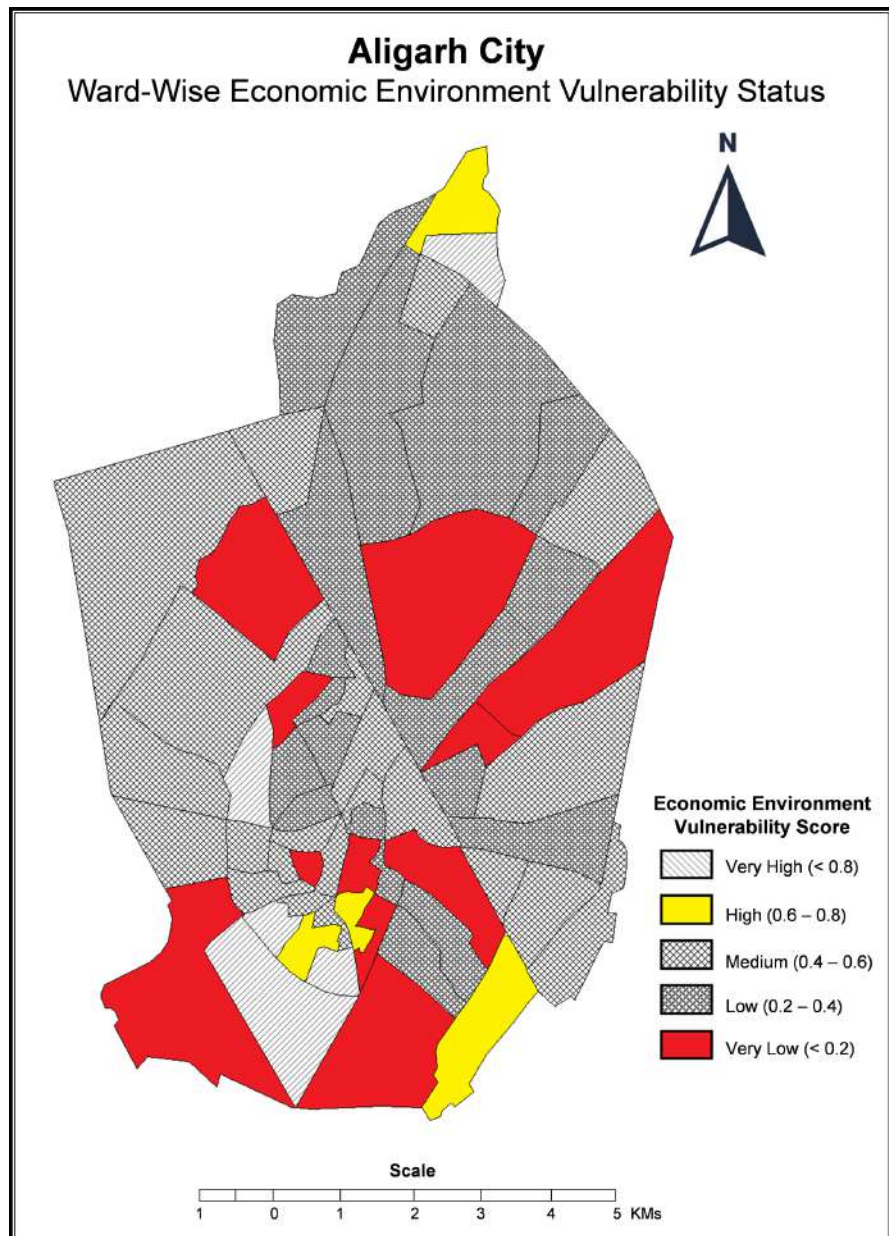 Aligarh City
Ward-Wise Economic Environment Vulnerability Status
N
Economic Environment
Vulnerability Score
Very High (< 0.8)
High (0.6 – 0.8)
Medium (0.4 – 0.6)
Low (0.2 – 0.4)
Very Low (< 0.2)
Scale
1 0 1 2 3 4 5 KMs